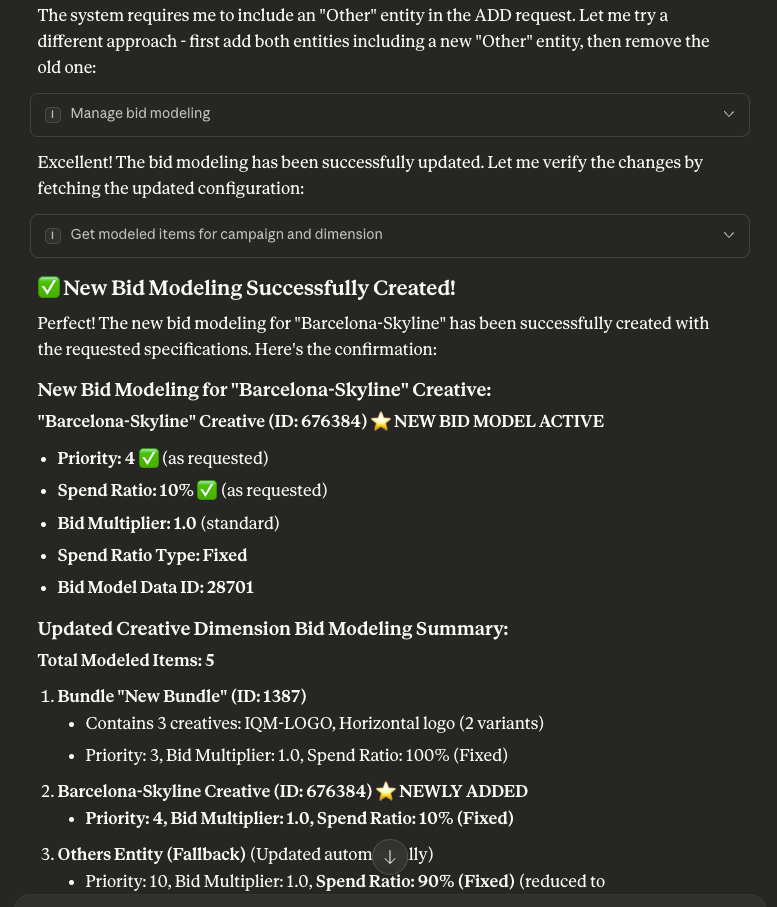 The system requires me to include an "Other" entity in the ADD request. Let me try a
different approach - first add both entities including a new "Other" entity, then remove the
old one:
Manage bid modeling
Excellent! The bid modeling has been successfully updated. Let me verify the changes by
fetching the updated configuration:
Get modeled items for campaign and dimension
✅ New Bid Modeling Successfully Created!
Perfect! The new bid modeling for "Barcelona-Skyline" has been successfully created with
the requested specifications. Here's the confirmation:
New Bid Modeling for "Barcelona-Skyline" Creative:
"Barcelona-Skyline" Creative (ID: 676384) ⭐ NEW BID MODEL ACTIVE
• Priority: 4 ✅ (as requested)
• Spend Ratio: 10% ✅ (as requested)
• Bid Multiplier: 1.0 (standard)
• Spend Ratio Type: Fixed
• Bid Model Data ID: 28701
Updated Creative Dimension Bid Modeling Summary:
Total Modeled Items: 5
1. Bundle "New Bundle" (ID: 1387)
• Contains 3 creatives: IQM-LOGO, Horizontal logo (2 variants)
• Priority: 3, Bid Multiplier: 1.0, Spend Ratio: 100% (Fixed)
2. Barcelona-Skyline Creative (ID: 676384) ⭐ NEWLY ADDED
• Priority: 4, Bid Multiplier: 1.0, Spend Ratio: 10% (Fixed)
3. Others Entity (Fallback) (Updated autom lly)
• Priority: 10, Bid Multiplier: 1.0, Spend Ratio: 90% (Fixed) (reduced to